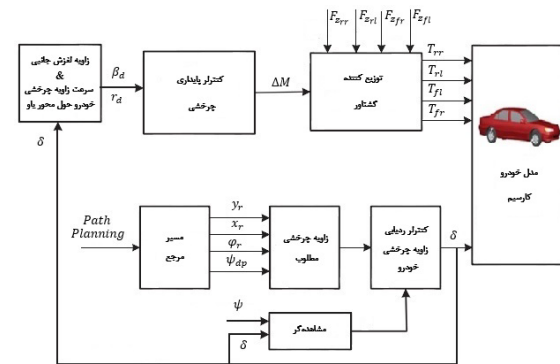 F_zrr F_zrl F_zfr F_zfl
زاویه لغزش جانبی
&
سرعت زاویه چرخشی
خودرو حول محور یاو
β_d
r_d
کنترلر پایداری
چرخشی
ΔM
توزیع کننده
گشتاور
T_rr
T_rl
T_fl
T_fr
مدل خودرو
کارسیم
δ
Path
Planning
مسیر
مرجع
y_r
x_r
φ_r
ψ_dp
زاویه چرخشی
مطلوب
کنترلر ردیابی
زاویه چرخشی
خودرو
δ
ψ
δ
مشاهده‌گر